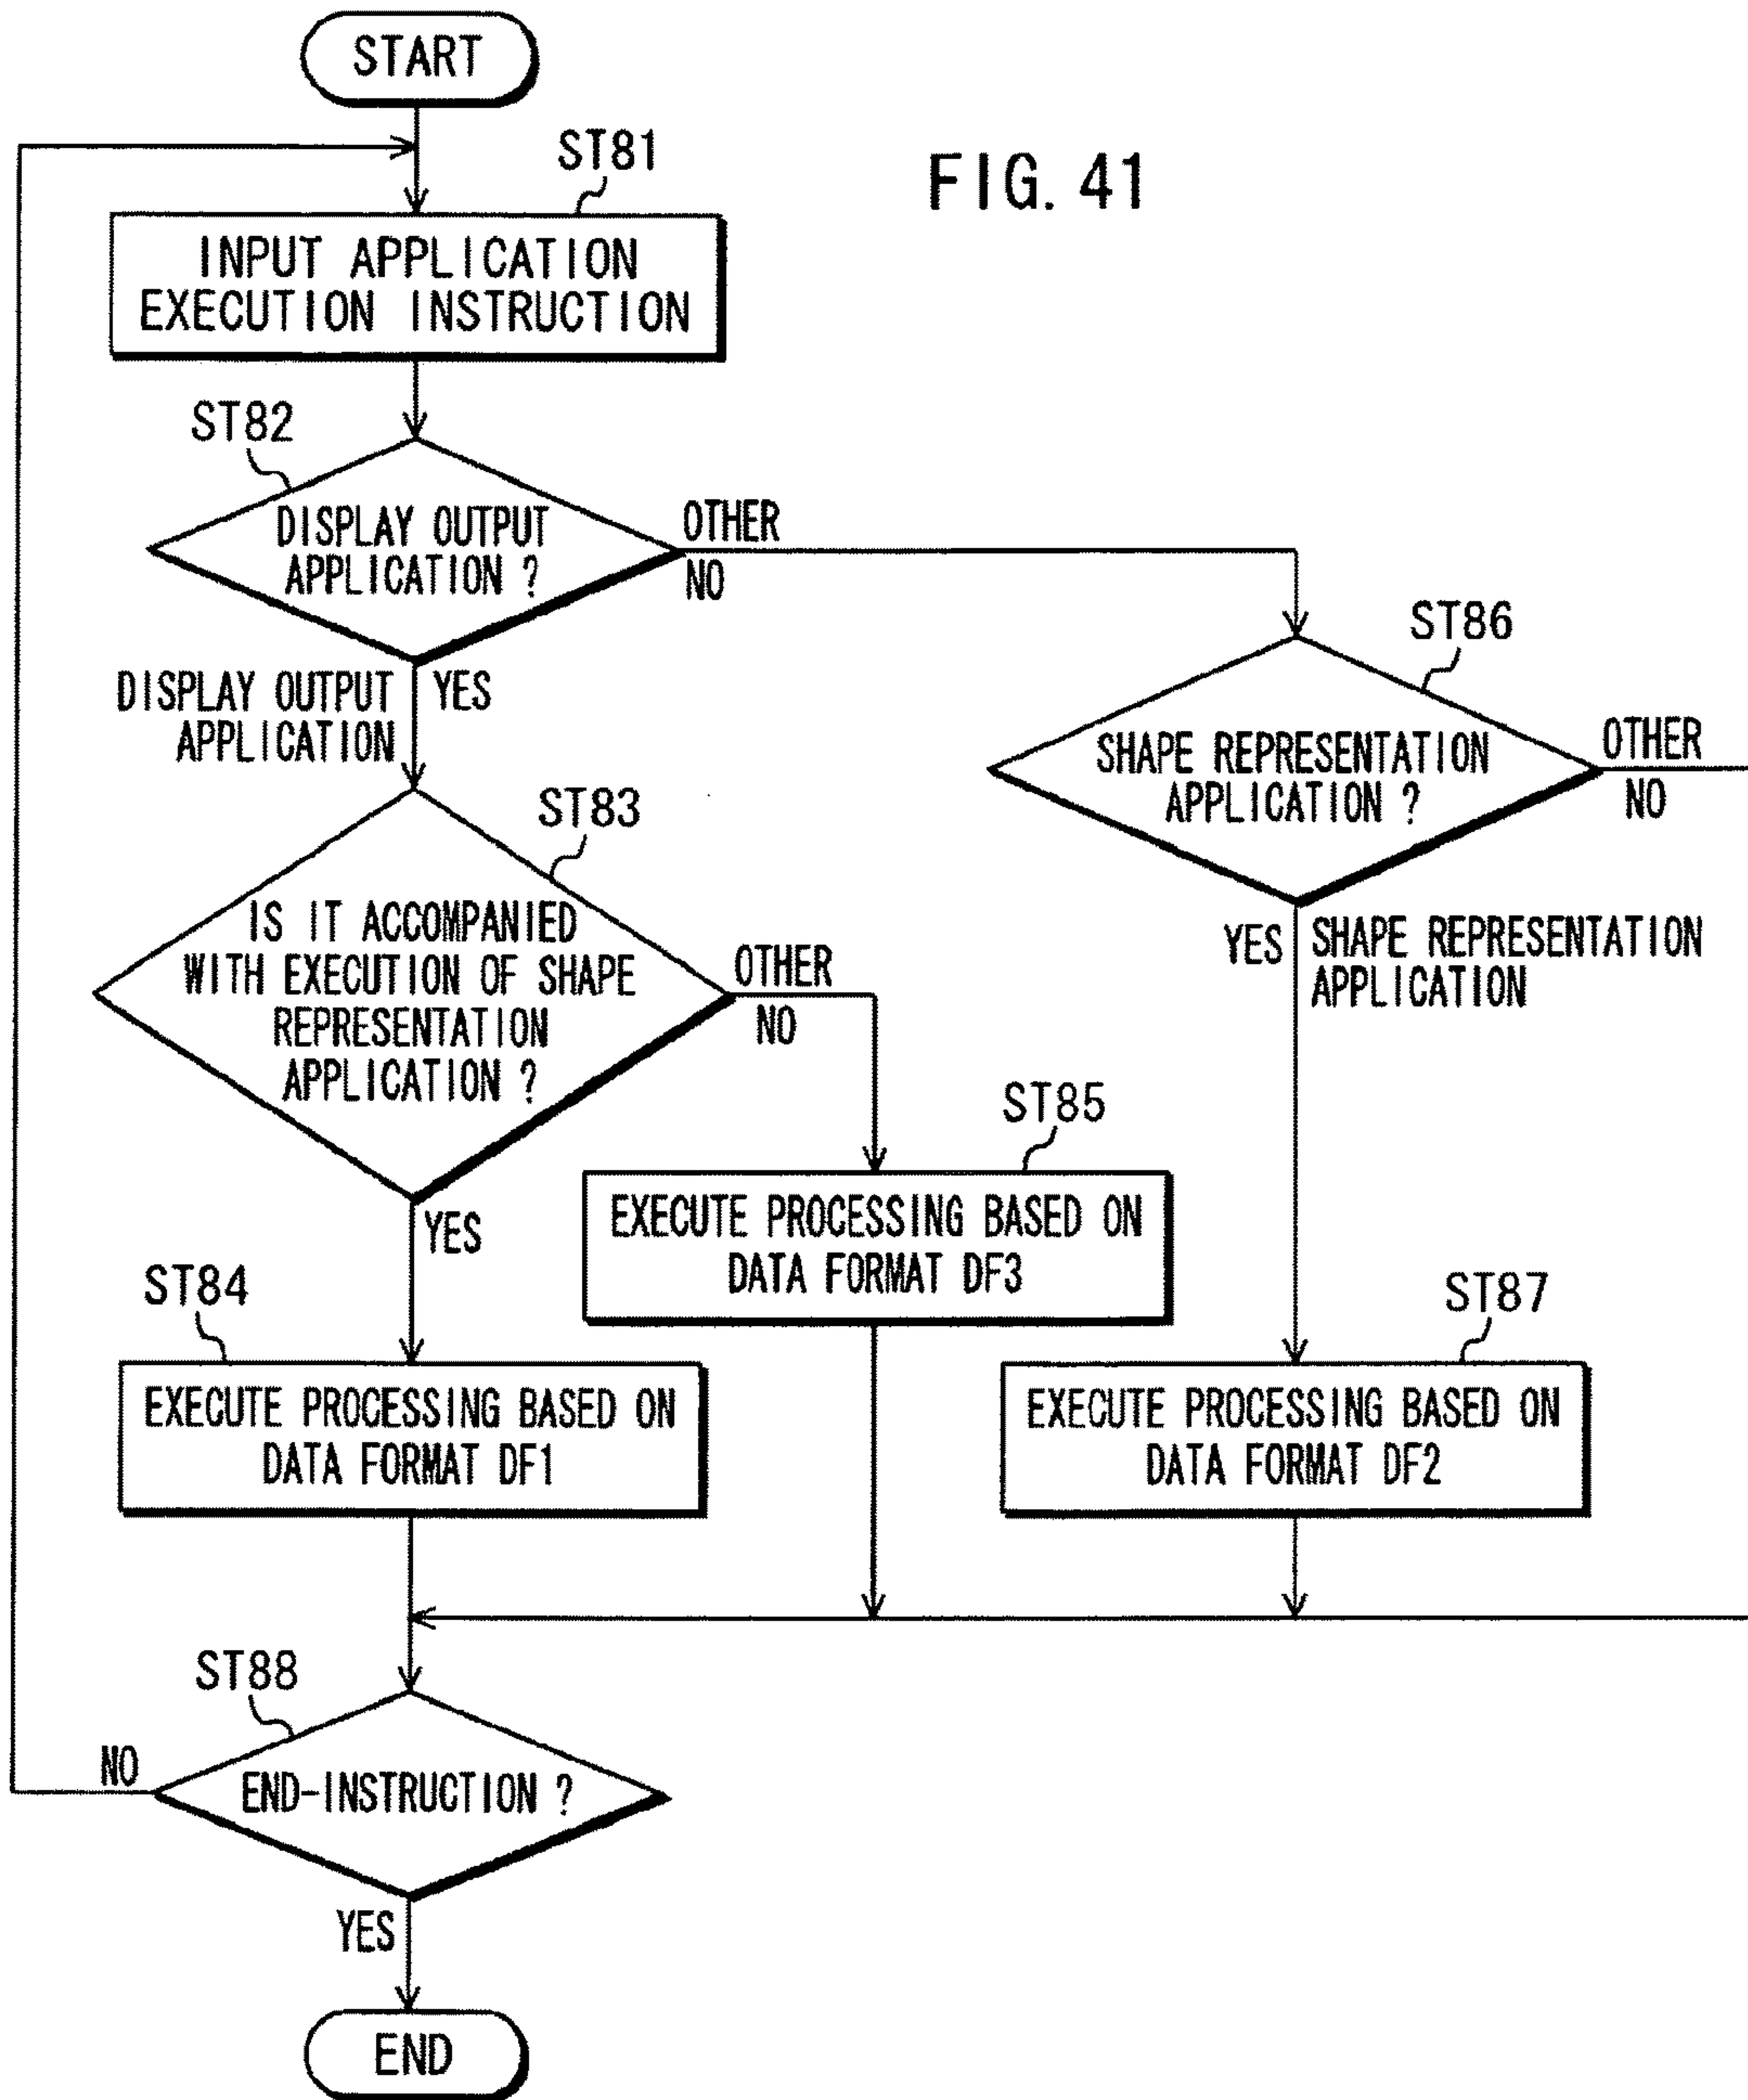 START
FIG. 41
ST81
INPUT APPLICATION
EXECUTION INSTRUCTION
ST82
DISPLAY OUTPUT
APPLICATION ?
OTHER
NO
DISPLAY OUTPUT
APPLICATION
YES
ST86
SHAPE REPRESENTATION
APPLICATION ?
OTHER
NO
YES
SHAPE REPRESENTATION
APPLICATION
ST83
IS IT ACCOMPANIED
WITH EXECUTION OF SHAPE
REPRESENTATION
APPLICATION ?
OTHER
NO
YES
ST85
EXECUTE PROCESSING BASED ON
DATA FORMAT DF3
ST84
EXECUTE PROCESSING BASED ON
DATA FORMAT DF1
ST87
EXECUTE PROCESSING BASED ON
DATA FORMAT DF2
ST88
END-INSTRUCTION ?
NO
YES
END